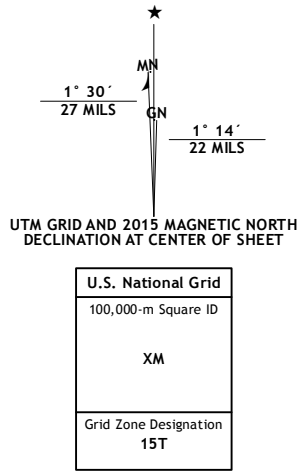 ★
MN
1° 30´
27 MILS
GN
1° 14´
22 MILS
UTM GRID AND 2015 MAGNETIC NORTH
DECLINATION AT CENTER OF SHEET
U.S. National Grid
100,000-m Square ID
XM
Grid Zone Designation
15T